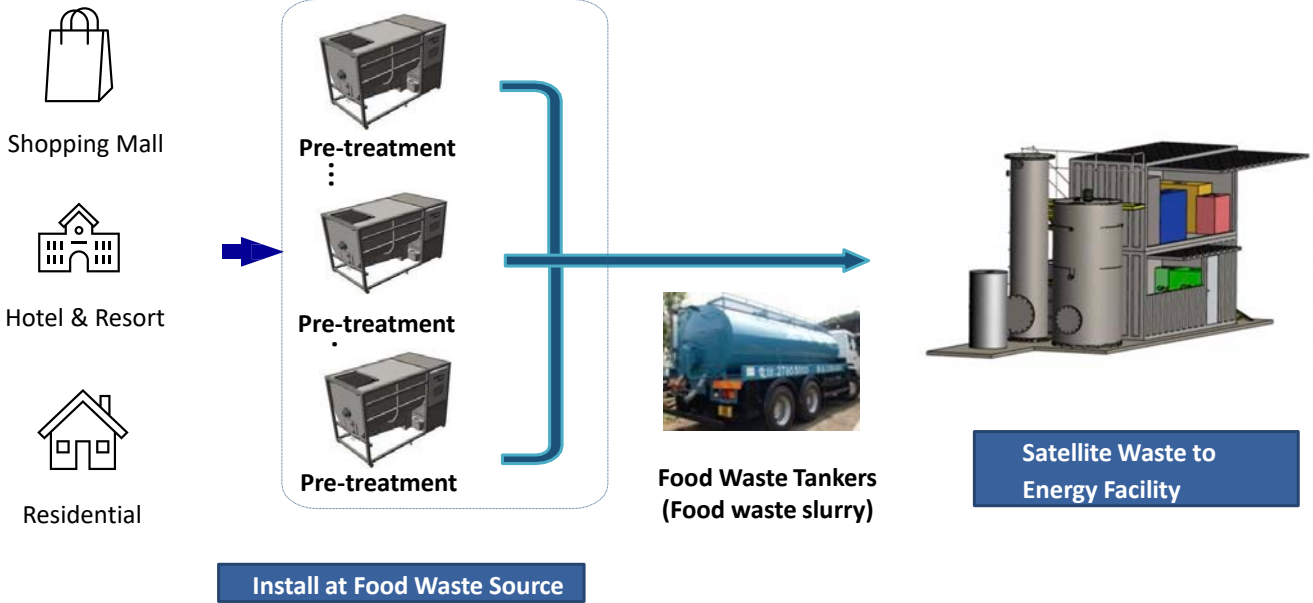 Shopping Mall
Hotel & Resort
Residential
Pre-treatment
Pre-treatment
Pre-treatment
Install at Food Waste Source
Food Waste Tankers
(Food waste slurry)
Satellite Waste to
Energy Facility